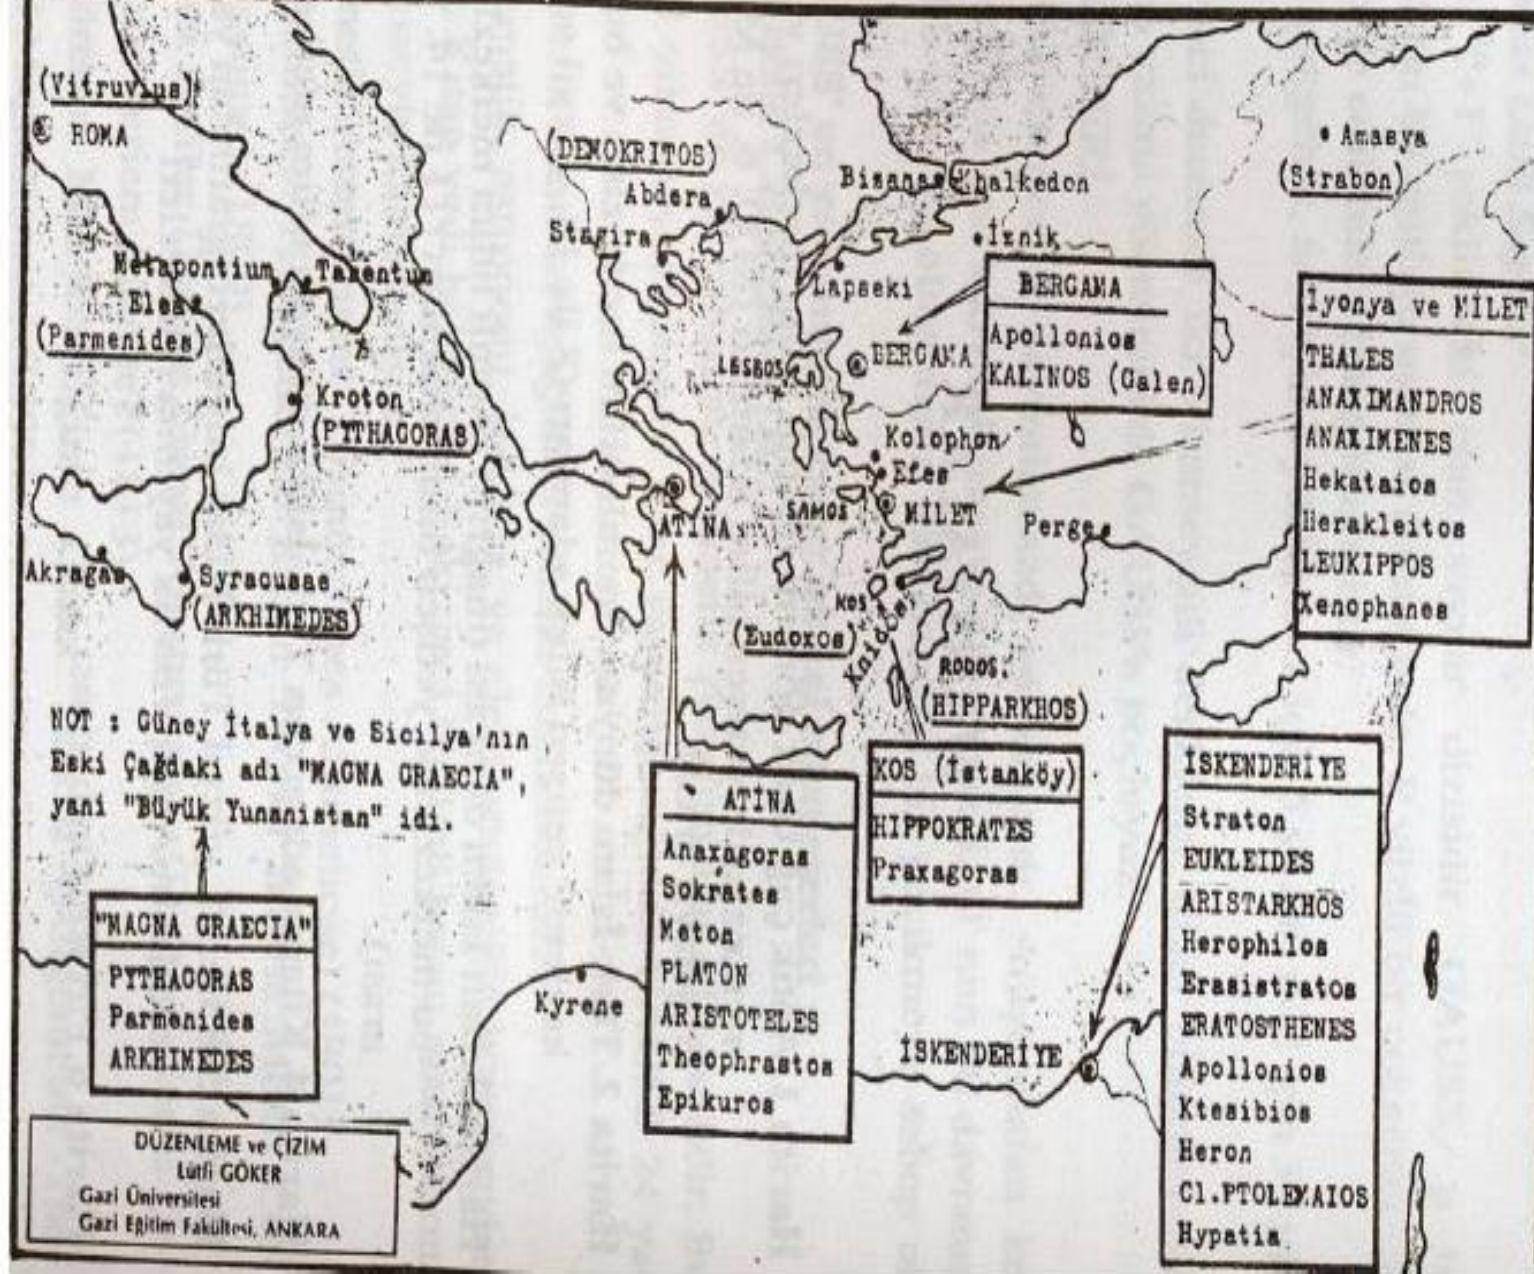 (Vitruvius)
ROMA
(DEMOKRITOS)
Abdera
Stagira
Bisanas
Khalkedon
Amasya
(Strabon)
İznik
Lapseki
Metapontium
Tarentum
Elea
(Parmenides)
Kroton
(PYTHAGORAS)
LESBOS
BERGAMA
Kolophon
Efes
SAMOS
MİLET
Perge
ATİNA
Akragas
Syracusae
(ARKHIMEDES)
KOS
(Eudoxos)
Knidos
RODOS.
(HIPPARKHOS)
BERGAMA
Apollonios
KALINOS (Galen)
İyonya ve MİLET
THALES
ANAXIMANDROS
ANAXIMENES
Hekataios
Herakleitos
LEUKIPPOS
Xenophanes
NOT : Güney İtalya ve Sicilya'nın
Eski Çağdaki adı "MAGNA GRAECIA",
yani "Büyük Yunanistan" idi.
"MAGNA GRAECIA"
PYTHAGORAS
Parmenides
ARKHIMEDES
Kyrene
ATİNA
Anaxagoras
Sokrates
Meton
PLATON
ARISTOTELES
Theophrastos
Epikuros
KOS (İstanköy)
HIPPOKRATES
Praxagoras
İSKENDERİYE
İSKENDERİYE
Straton
EUKLEIDES
ARISTARKHOS
Herophilos
Erasistratos
ERATOSTHENES
Apollonios
Ktesibios
Heron
Cl.PTOLEMAIOS
Hypatia
DÜZENLEME ve ÇİZİM
Lütfi GÖKER
Gazi Üniversitesi
Gazi Eğitim Fakültesi, ANKARA